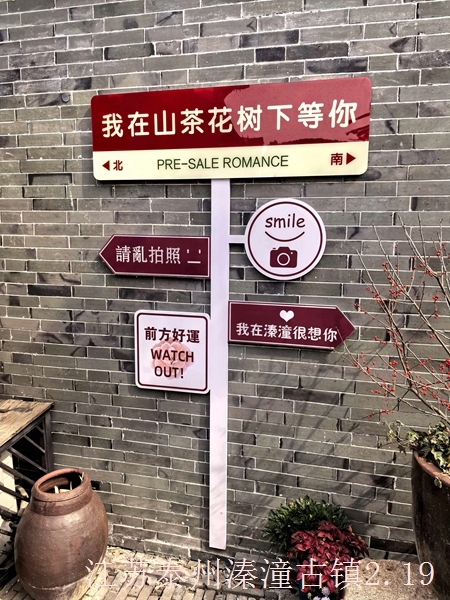 我在山茶花树下等你
◀北 PRE-SALE ROMANCE 南▶
smile
請亂拍照
我在溱潼很想你
前方好運
WATCH
OUT!
江苏泰州溱潼古镇2.19